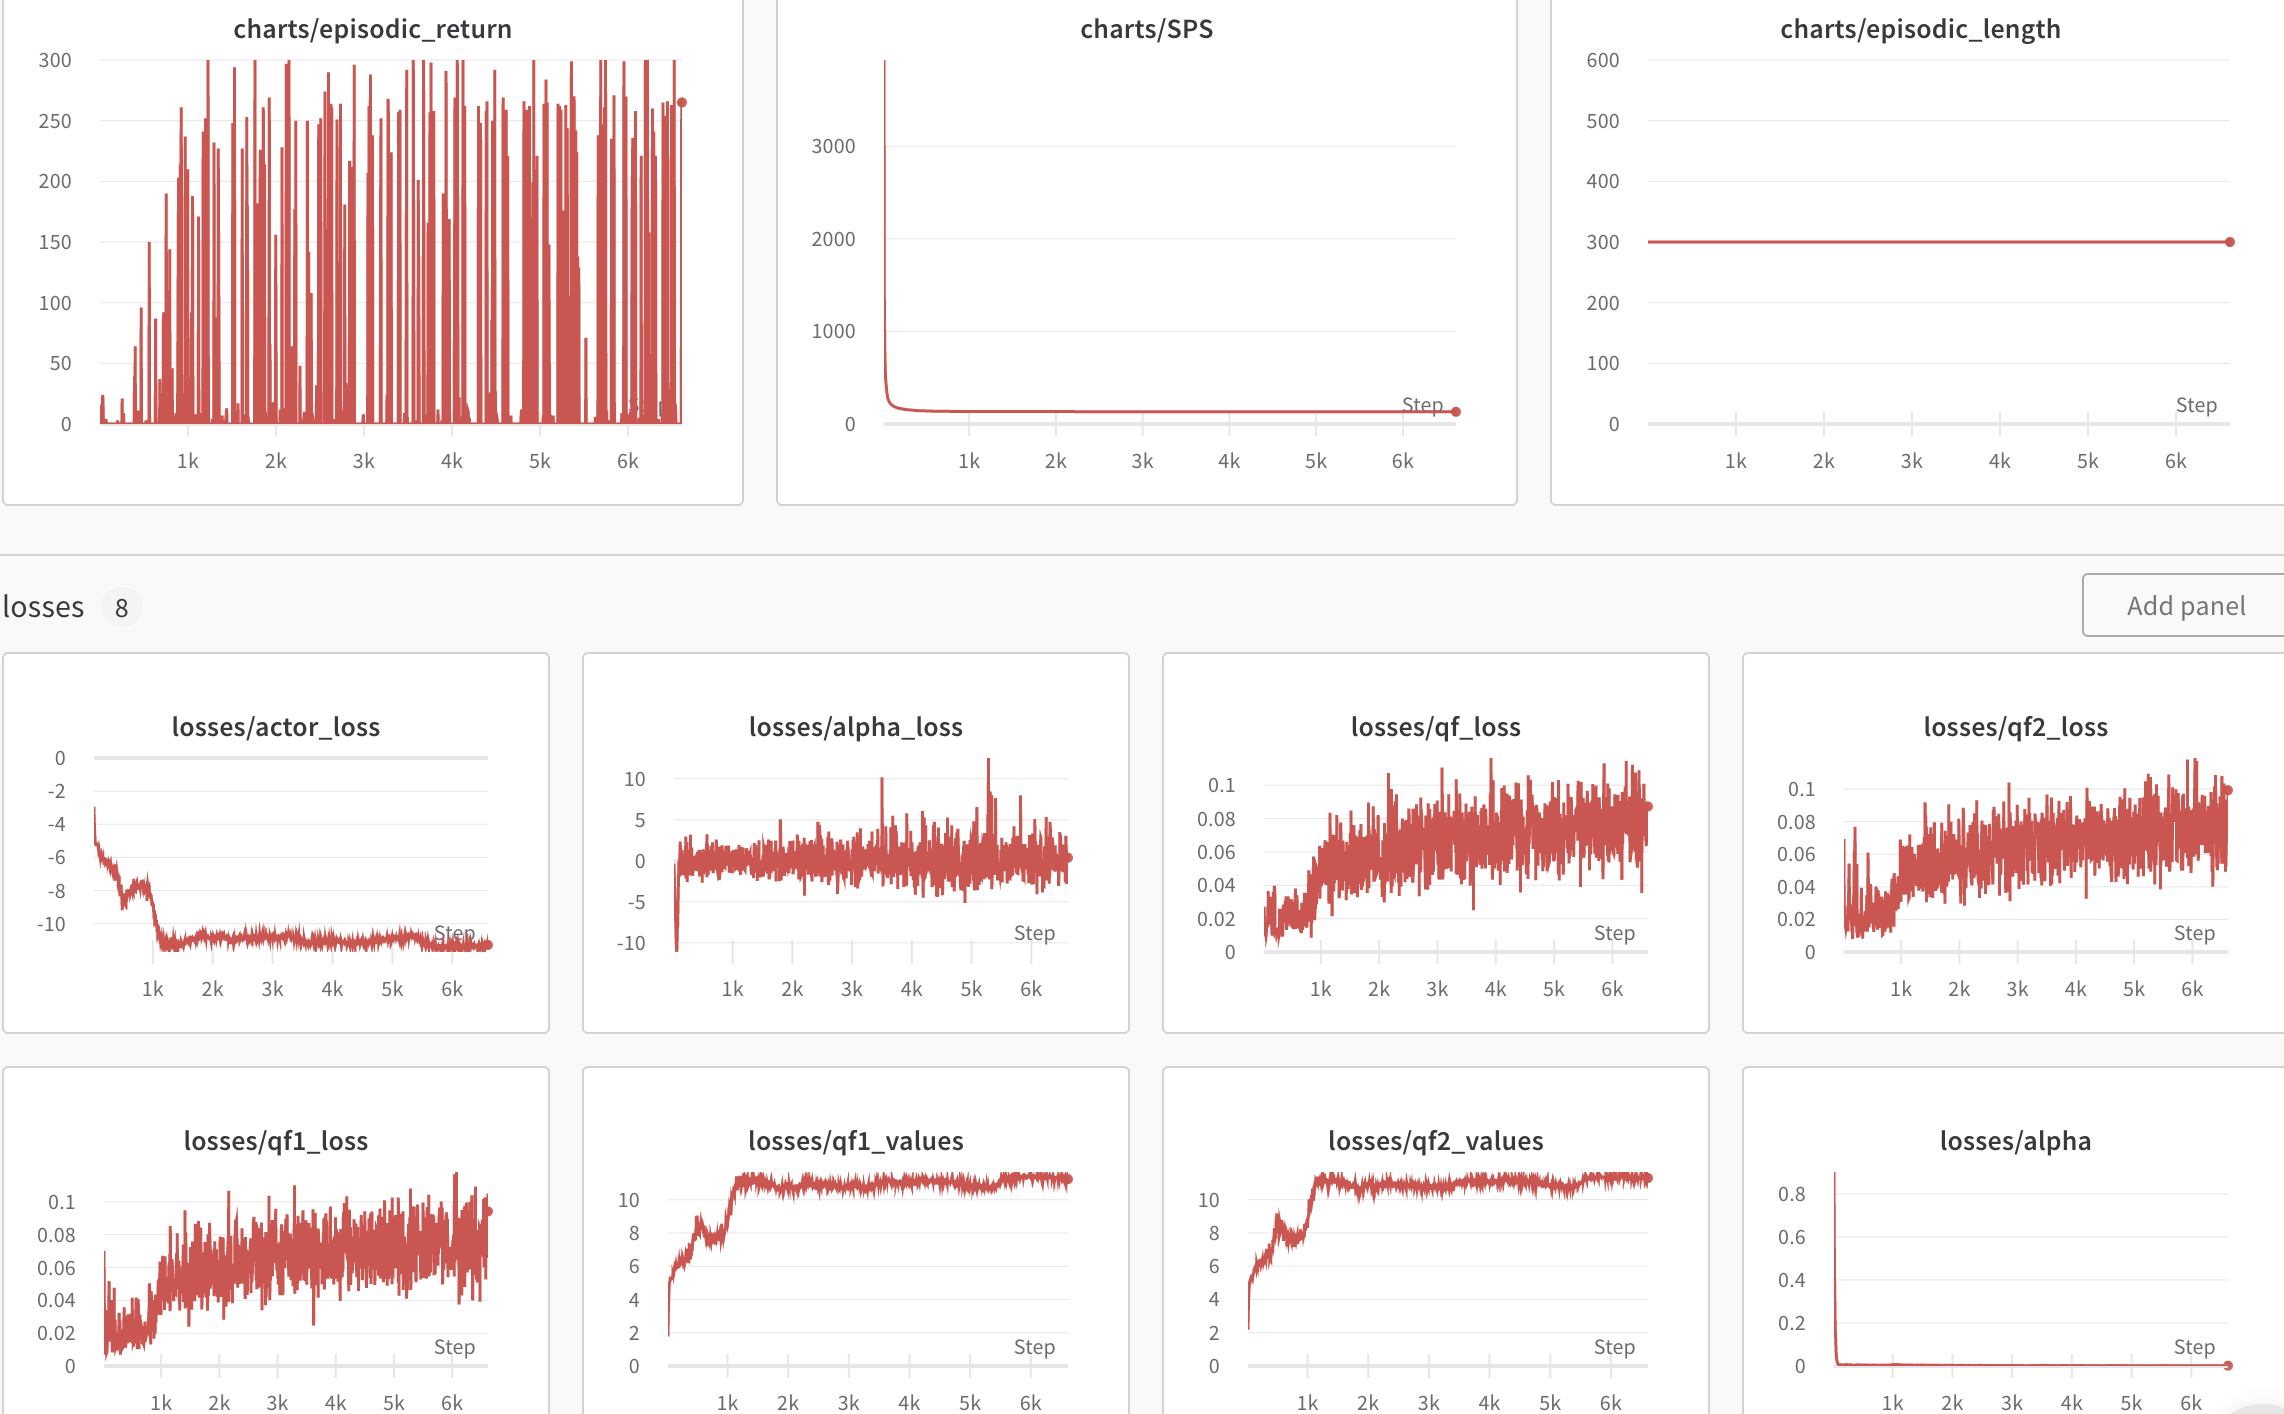 charts/episodic_return
300
250
200
150
100
50
0
1k 2k 3k 4k 5k 6k
charts/SPS
3000
2000
1000
0
Step
1k 2k 3k 4k 5k 6k
charts/episodic_length
600
500
400
300
200
100
0
Step
1k 2k 3k 4k 5k 6k
losses 8
Add panel
losses/actor_loss
0
-2
-4
-6
-8
-10
Step
1k 2k 3k 4k 5k 6k
losses/alpha_loss
10
5
0
-5
-10
Step
1k 2k 3k 4k 5k 6k
losses/qf_loss
0.1
0.08
0.06
0.04
0.02
0
Step
1k 2k 3k 4k 5k 6k
losses/qf2_loss
0.1
0.08
0.06
0.04
0.02
0
Step
1k 2k 3k 4k 5k 6k
losses/qf1_loss
0.1
0.08
0.06
0.04
0.02
0
Step
1k 2k 3k 4k 5k 6k
losses/qf1_values
10
8
6
4
2
0
Step
1k 2k 3k 4k 5k 6k
losses/qf2_values
10
8
6
4
2
0
Step
1k 2k 3k 4k 5k 6k
losses/alpha
0.8
0.6
0.4
0.2
0
Step
1k 2k 3k 4k 5k 6k